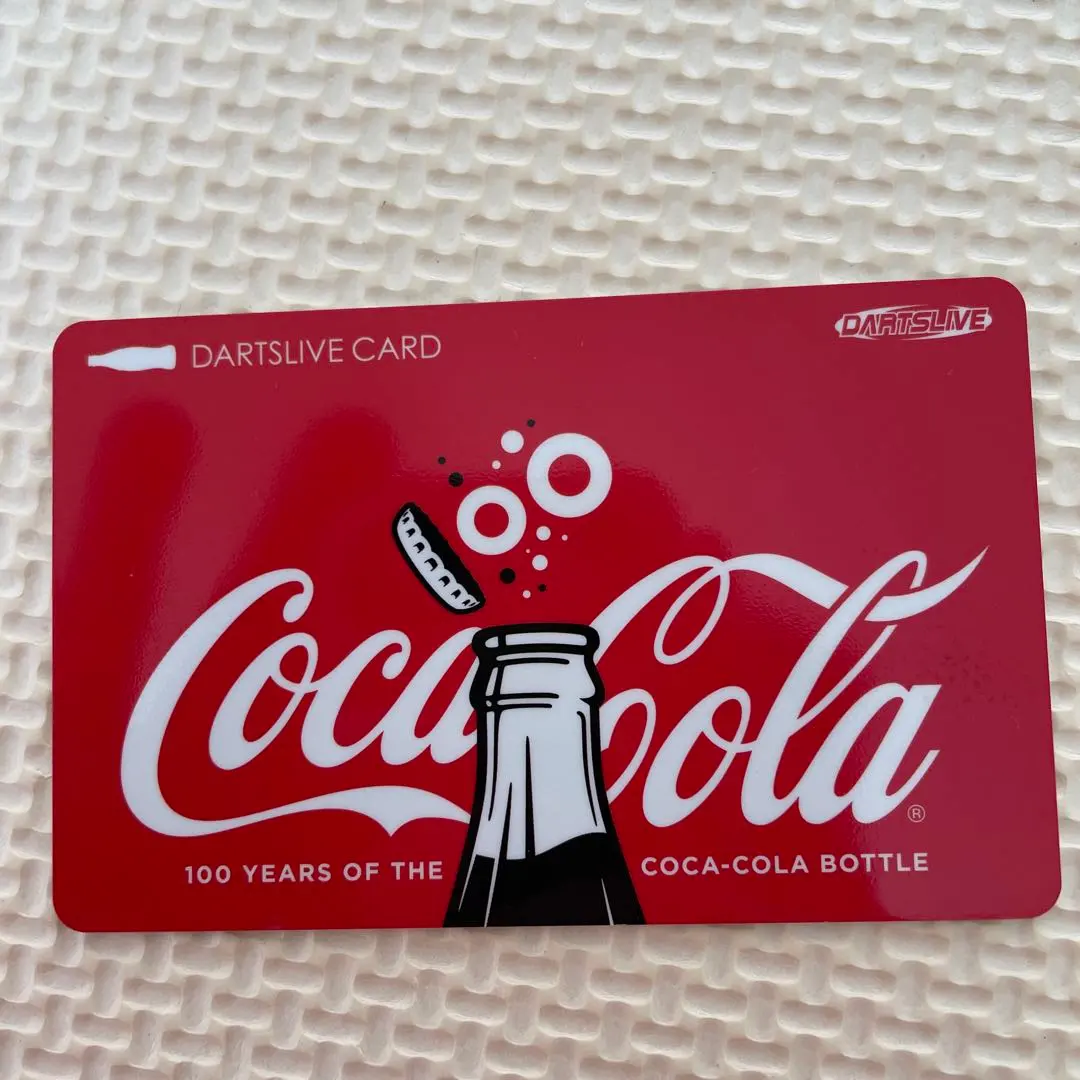 DARTSLIVE CARD
DARTSLIVE
Coca-Cola
®
100 YEARS OF THE COCA-COLA BOTTLE